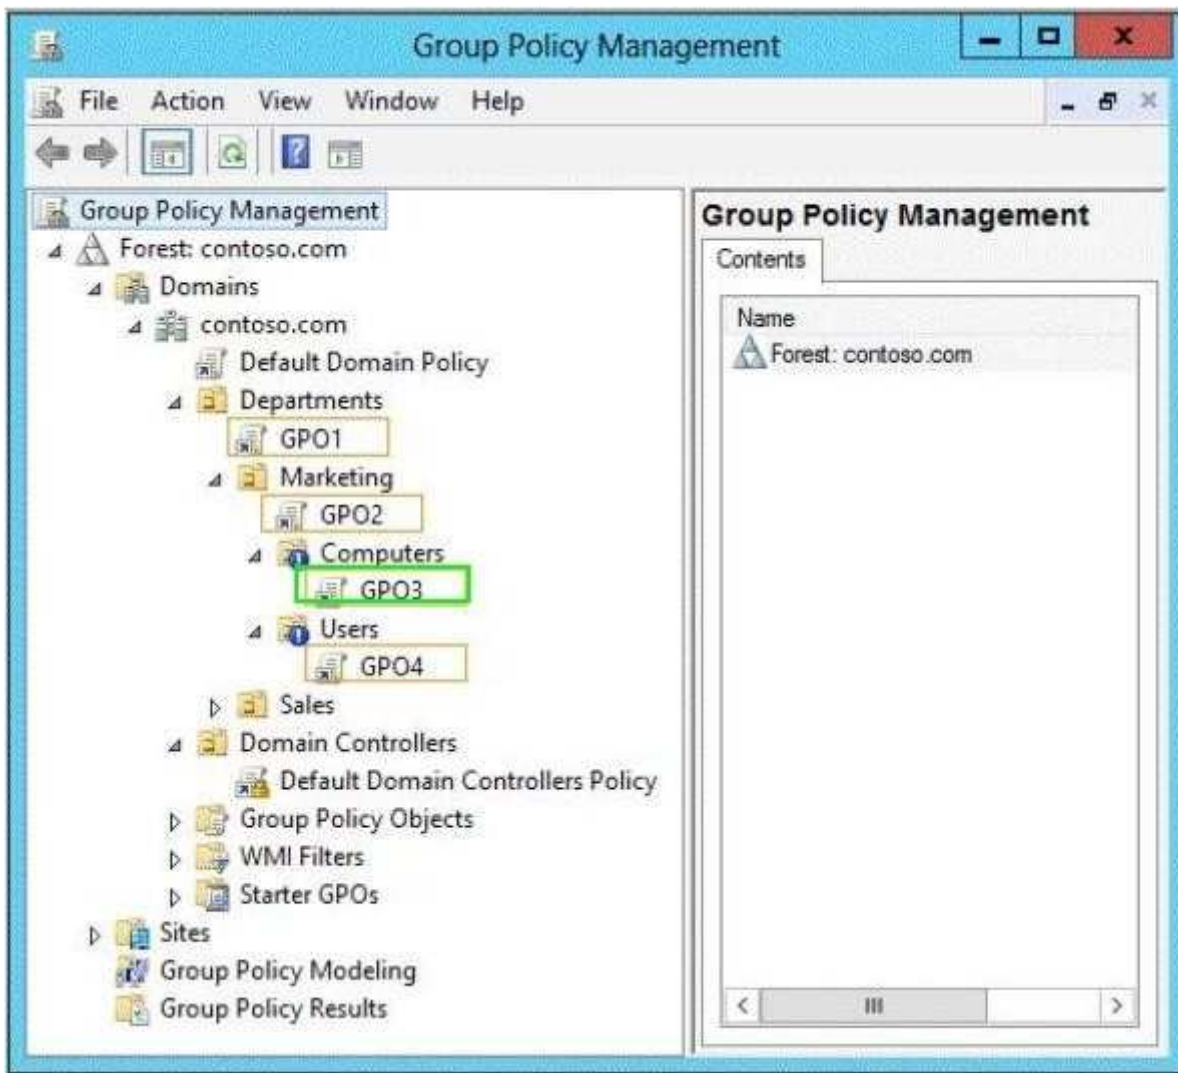 Group Policy Management
File Action View Window Help
Group Policy Management
Forest: contoso.com
Domains
contoso.com
Default Domain Policy
Departments
GPO1
Marketing
GPO2
Computers
GPO3
Users
GPO4
Sales
Domain Controllers
Default Domain Controllers Policy
Group Policy Objects
WMI Filters
Starter GPOs
Sites
Group Policy Modeling
Group Policy Results
Group Policy Management
Contents
Name
Forest: contoso.com